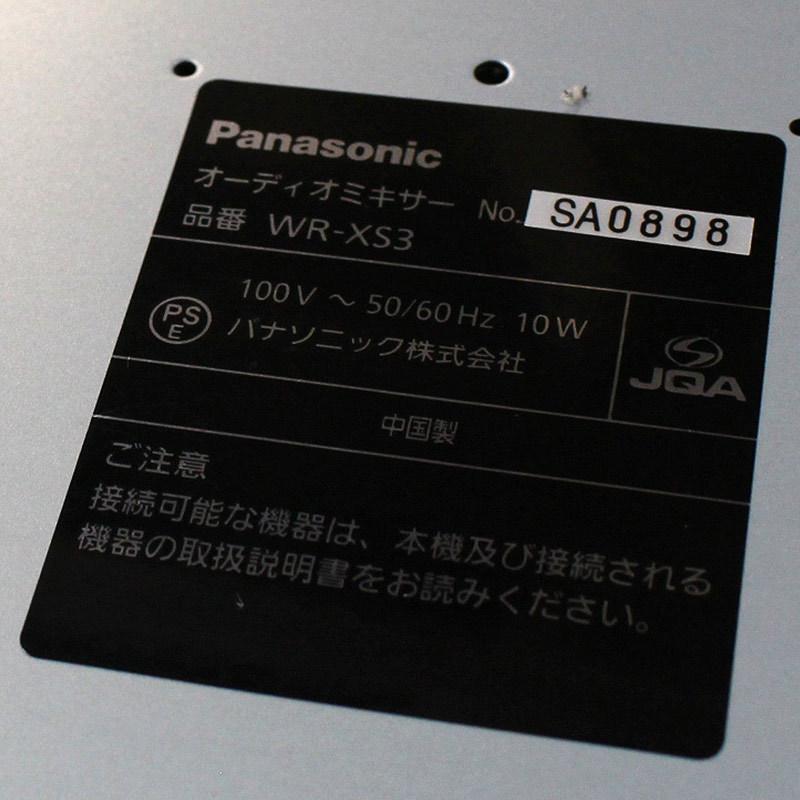 Panasonic
オーディオミキサー
品番 WR-XS3
No. SA0898
PS
E
100V ～ 50/60Hz 10W
パナソニック株式会社
JQA
中国製
ご注意
接続可能な機器は、本機及び接続される
機器の取扱説明書をお読みください。